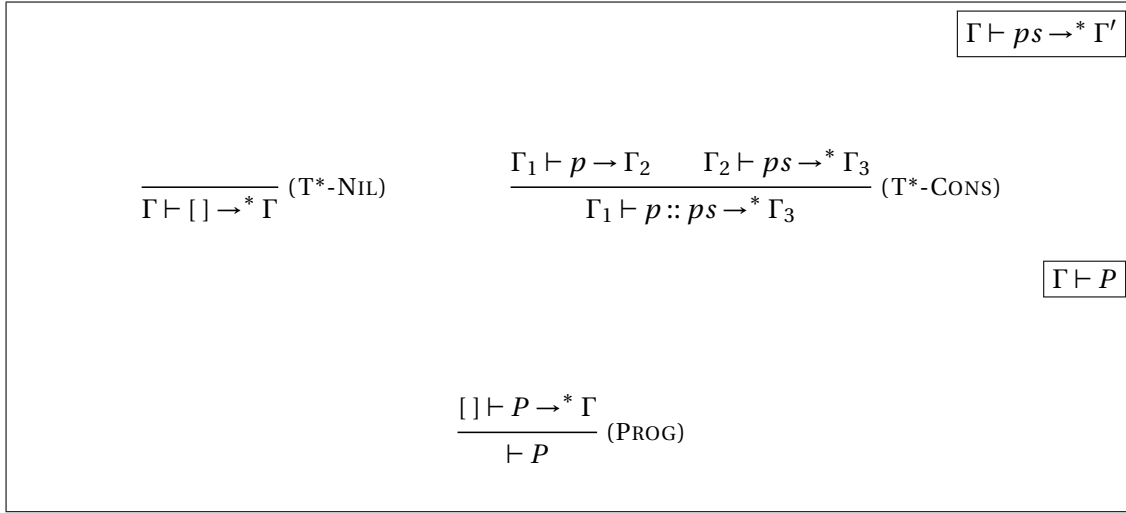 Γ ⊢ ps →* Γ′
Γ ⊢ [ ] →* Γ (T*-NIL)
Γ₁ ⊢ p → Γ₂ Γ₂ ⊢ ps →* Γ₃
Γ₁ ⊢ p :: ps →* Γ₃ (T*-CONS)
Γ ⊢ P
[ ] ⊢ P →* Γ
⊢ P (PROG)